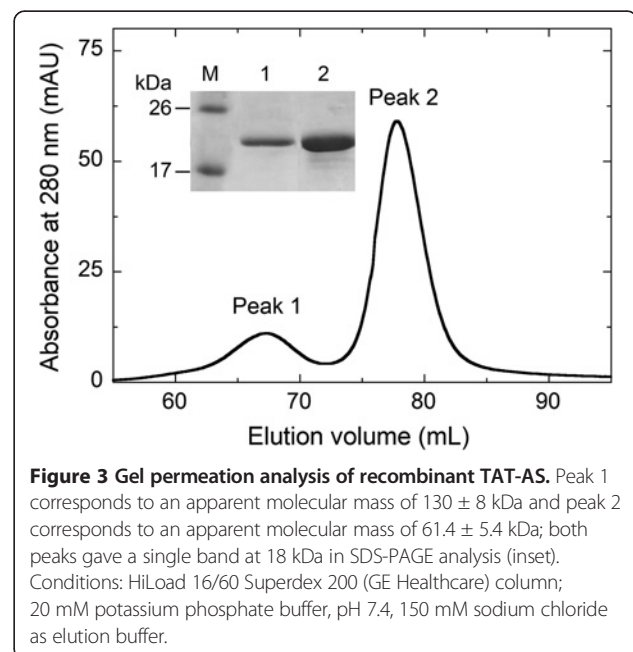 75
50
25
0
Absorbance at 280 nm (mAU)
kDa M 1 2
26
17
Peak 1
Peak 2
60 70 80 90
Elution volume (mL)
Figure 3 Gel permeation analysis of recombinant TAT-AS. Peak 1
corresponds to an apparent molecular mass of 130 ± 8 kDa and peak 2
corresponds to an apparent molecular mass of 61.4 ± 5.4 kDa; both
peaks gave a single band at 18 kDa in SDS-PAGE analysis (inset).
Conditions: HiLoad 16/60 Superdex 200 (GE Healthcare) column;
20 mM potassium phosphate buffer, pH 7.4, 150 mM sodium chloride
as elution buffer.